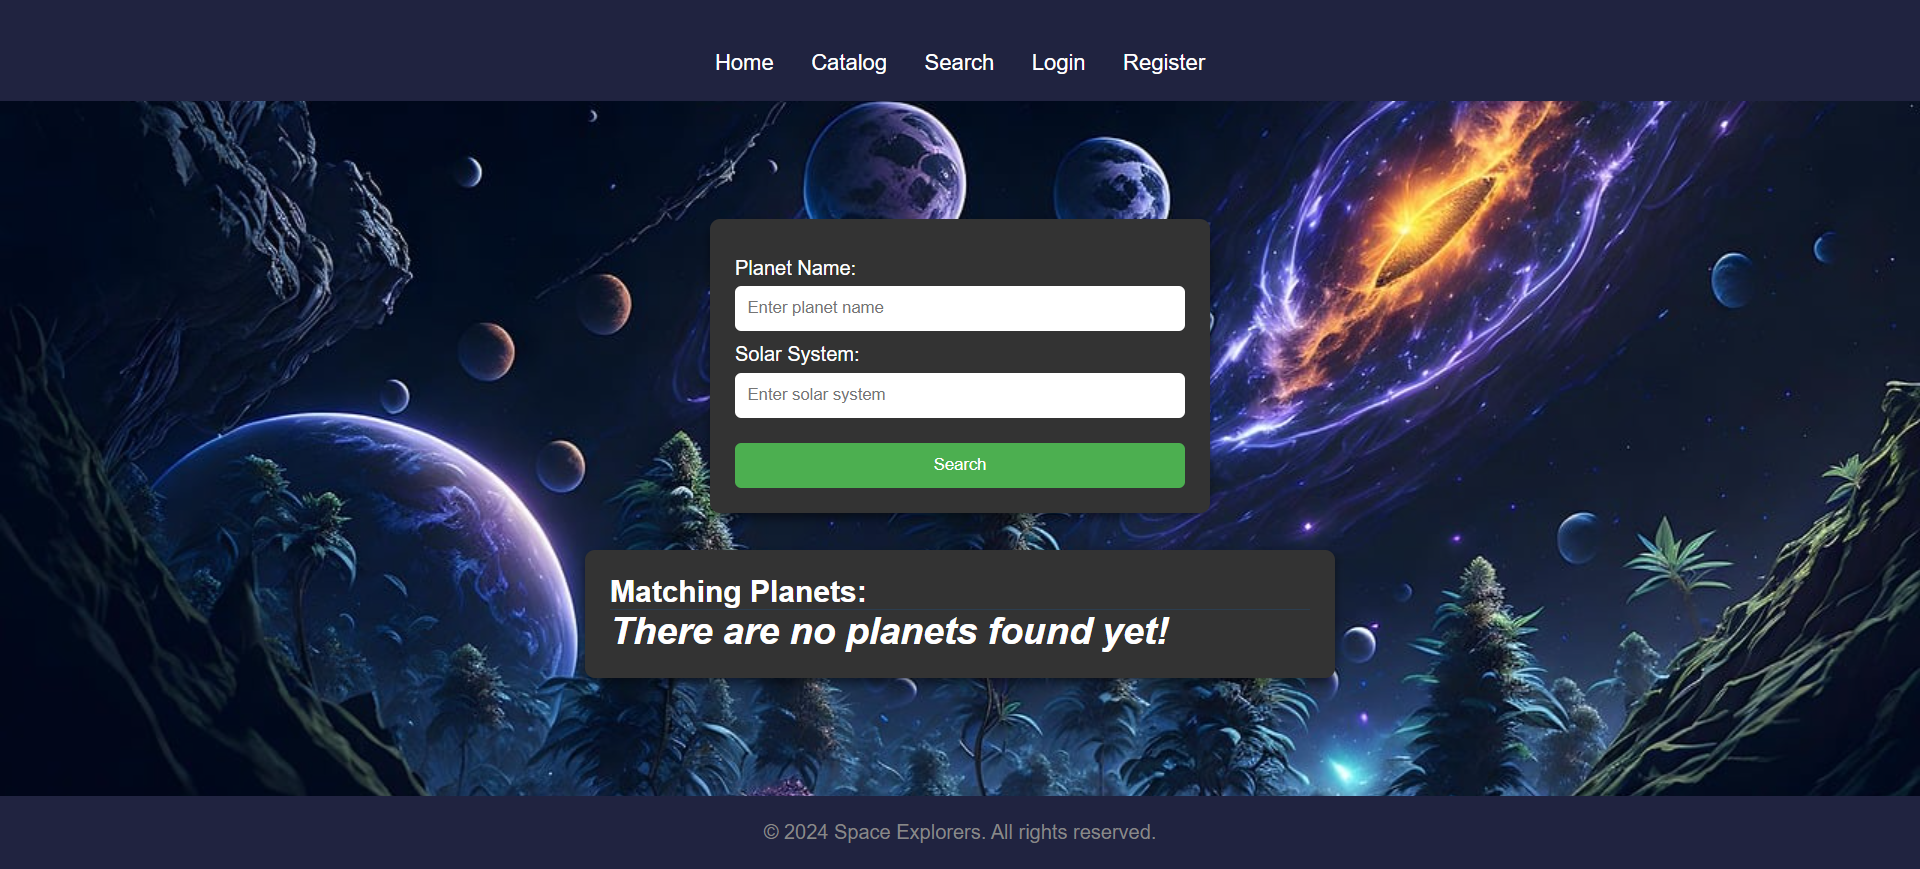 Home Catalog Search Login Register
Planet Name:
Enter planet name
Solar System:
Enter solar system
Search
Matching Planets:
There are no planets found yet!
© 2024 Space Explorers. All rights reserved.